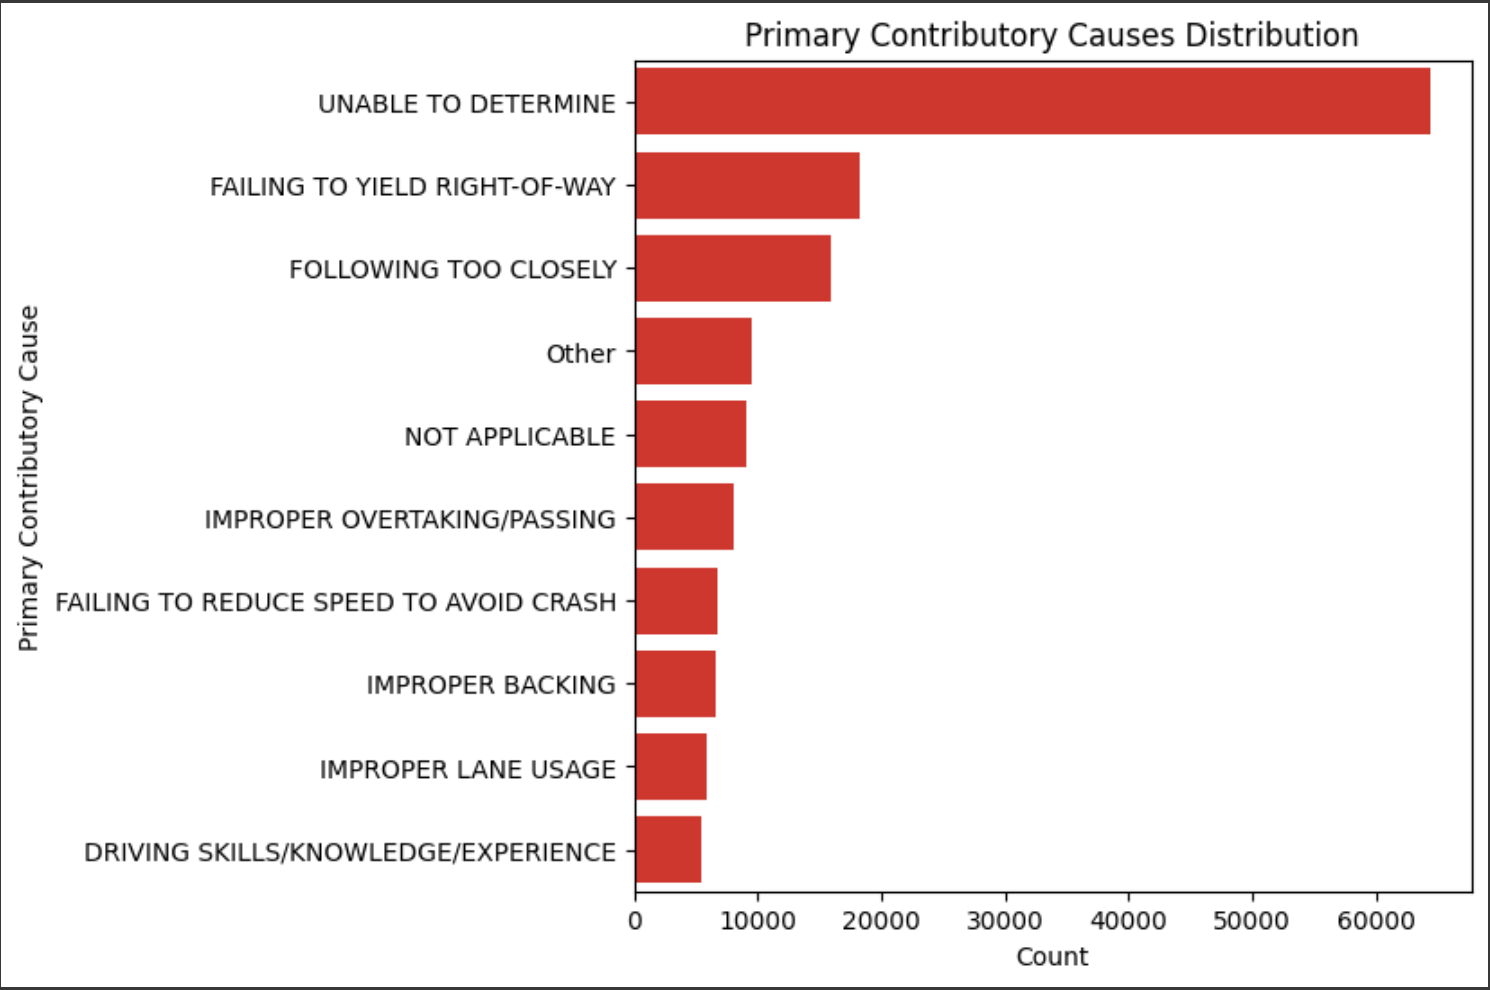 Primary Contributory Causes Distribution
Primary Contributory Cause
UNABLE TO DETERMINE
FAILING TO YIELD RIGHT-OF-WAY
FOLLOWING TOO CLOSELY
Other
NOT APPLICABLE
IMPROPER OVERTAKING/PASSING
FAILING TO REDUCE SPEED TO AVOID CRASH
IMPROPER BACKING
IMPROPER LANE USAGE
DRIVING SKILLS/KNOWLEDGE/EXPERIENCE
0 10000 20000 30000 40000 50000 60000
Count